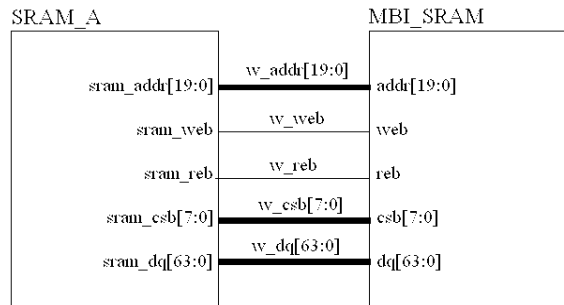 SRAM_A MBI_SRAM
sram_addr[19:0] w_addr[19:0] addr[19:0]
sram_web w_web web
sram_reb w_reb reb
sram_csb[7:0] w_csb[7:0] csb[7:0]
sram_dq[63:0] w_dq[63:0] dq[63:0]